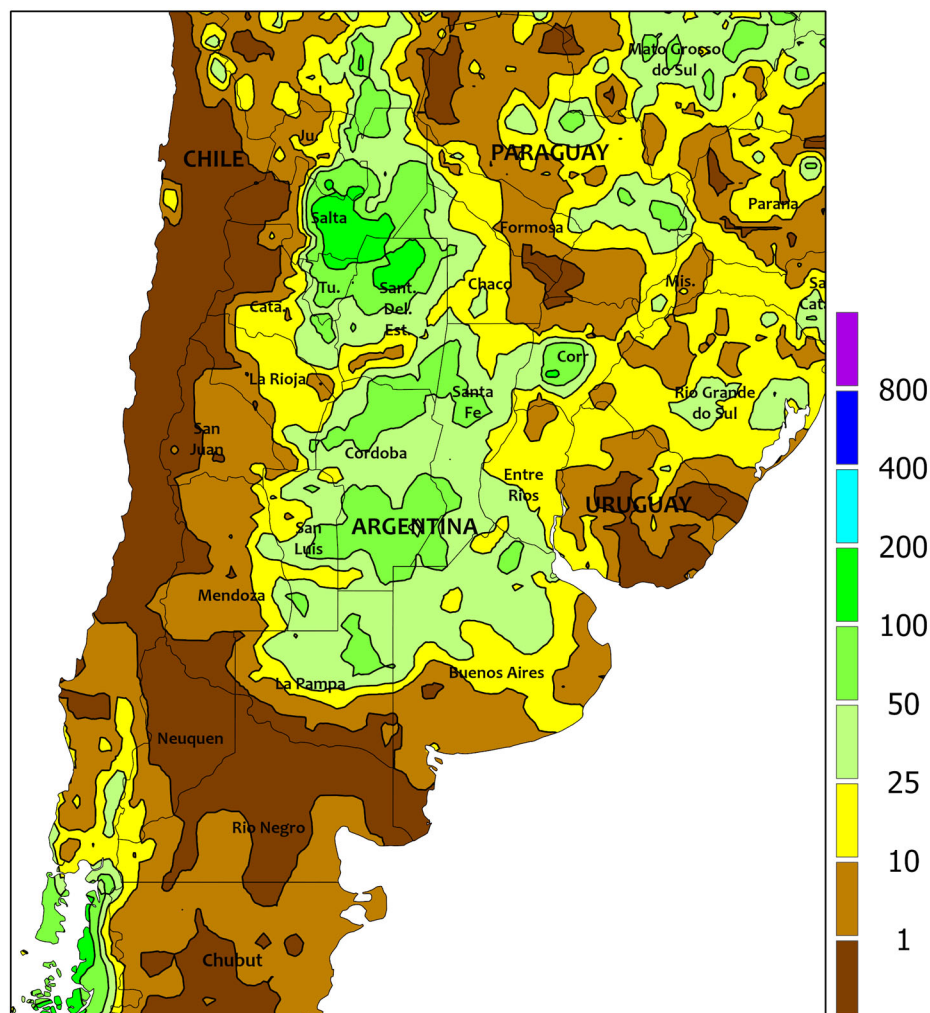 Mato Grosso
do Sul
Ju.
CHILE
PARAGUAY
Parana
Salta
Formosa
Mis.
Sa
Cat
Chaco
Tu.
Sant.
Del.
Est.
Cata.
Corr
La Rioja
Santa
Fe
Rio Grande
do Sul
San
Juan
Cordoba
Entre
Rios
URUGUAY
ARGENTINA
San
Luis
Mendoza
Buenos Aires
La Pampa
Neuquen
Rio Negro
Chubut
800
400
200
100
50
25
10
1